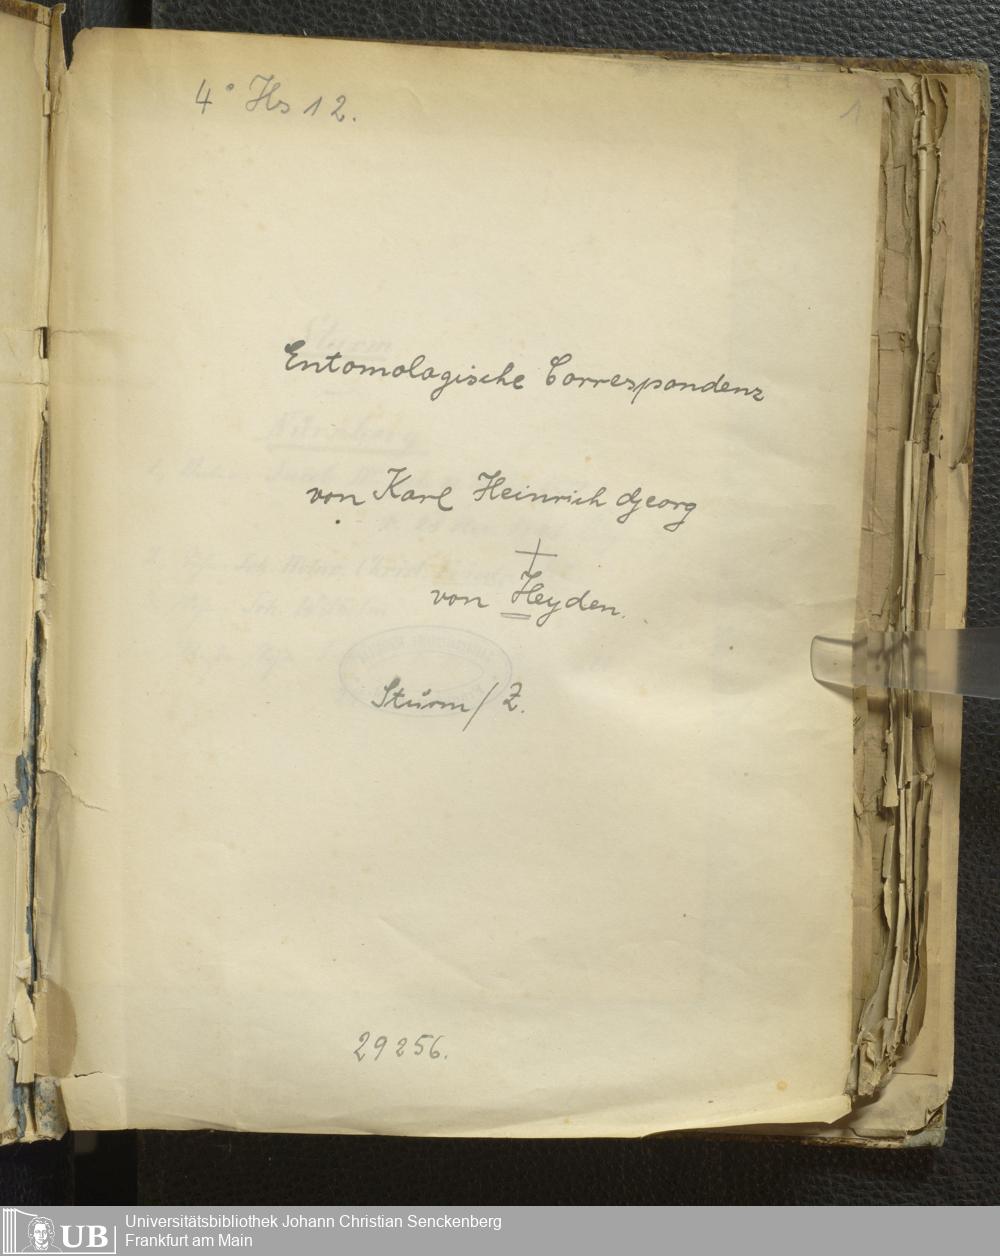 4° Hs 12.
1
Entomologische Correspondenz
von Karl Heinrich Georg
von Heyden.
Sturm/Z.
29256.
UB
Universitätsbibliothek Johann Christian Senckenberg
Frankfurt am Main